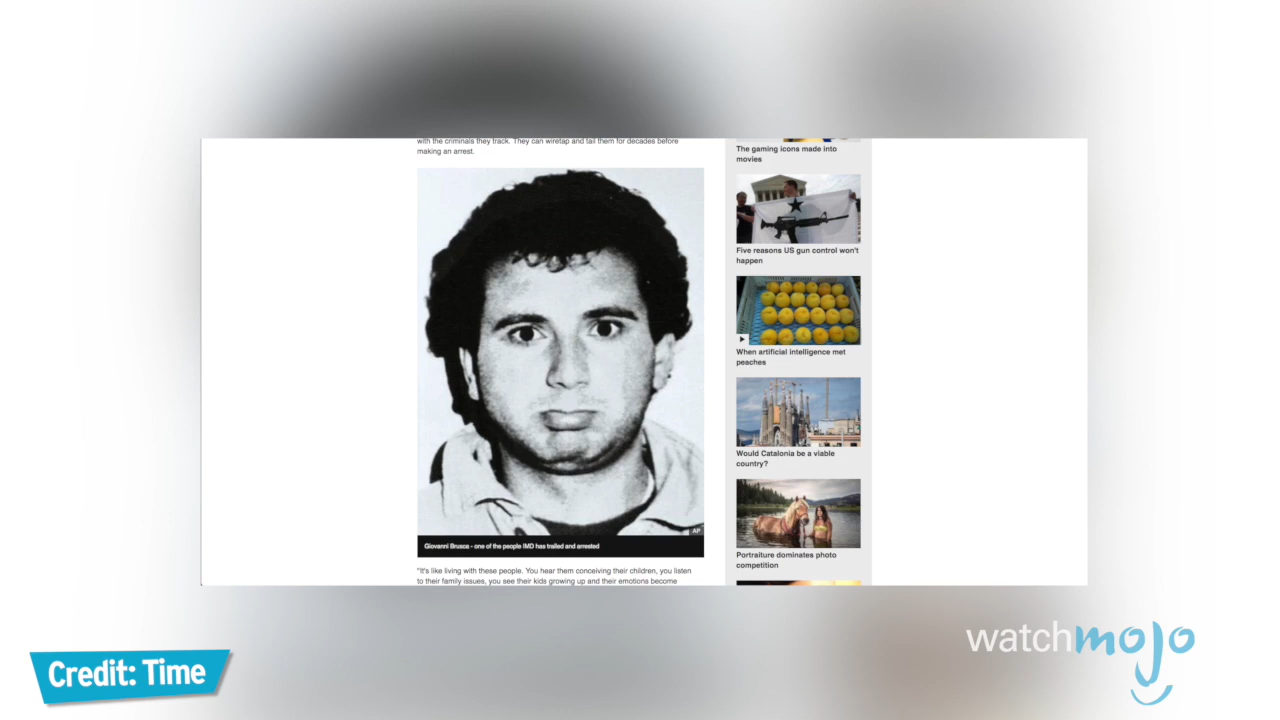 with the criminals they track. They can wiretap and tail them for decades before
making an arrest.
AP
Giovanni Brusca - one of the people IMD has trailed and arrested
"It's like living with these people. You hear them conceiving their children, you listen
to their family issues, you see their kids growing up and their emotions become
The gaming icons made into
movies
Five reasons US gun control won't
happen
When artificial intelligence met
peaches
Would Catalonia be a viable
country?
Portraiture dominates photo
competition
Credit: Time
watchmojo